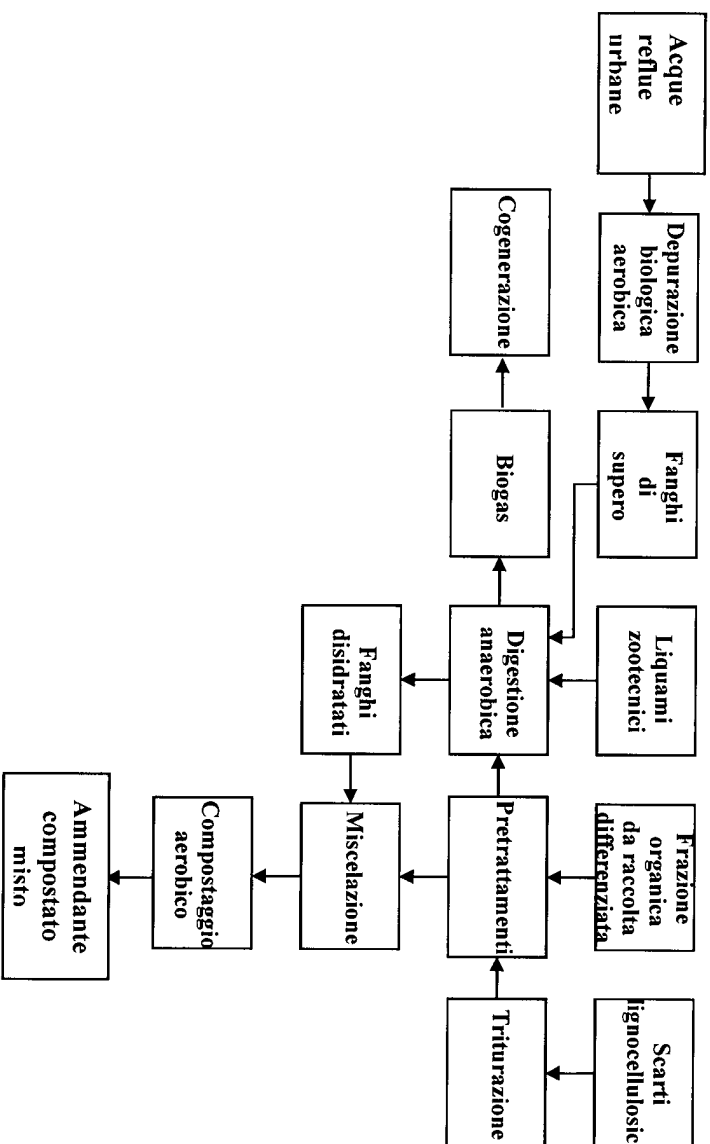 Acque
reflue
urbane
Depurazione
biologica
aerobica
Fanghi
di
supero
Liquami
zootecnici
Frazione
organica
da raccolta
differenziata
Scarti
lignocellulosic
Cogenerazione
Biogas
Digestione
anaerobica
Pretrattamenti
Triturazione
Fanghi
disidratati
Miscelazione
Compostaggio
aerobico
Ammendante
compostato
misto